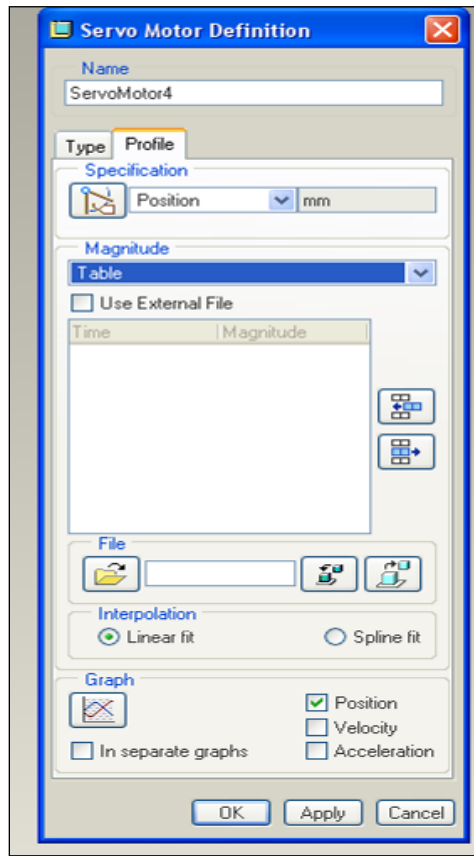 Servo Motor Definition
Name
ServoMotor4
Type Profile
Specification
Position mm
Magnitude
Table
Use External File
Time Magnitude
File
Interpolation
Linear fit Spline fit
Graph
Position
Velocity
In separate graphs Acceleration
OK Apply Cancel